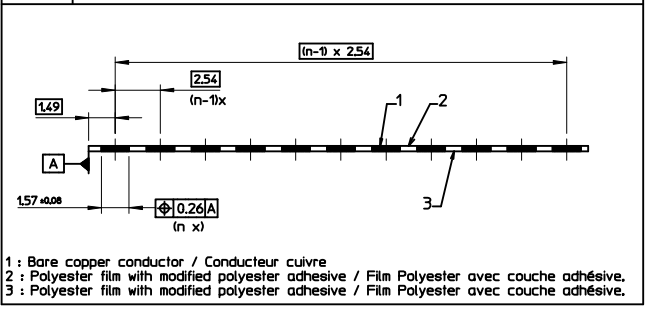 (n-1) x 2.54
2.54
(n-1)x
1.49
1
2
A
3
1.57 ±0.08
⌖ 0.26 A
(n x)
1 : Bare copper conductor / Conducteur cuivre
2 : Polyester film with modified polyester adhesive / Film Polyester avec couche adhésive.
3 : Polyester film with modified polyester adhesive / Film Polyester avec couche adhésive.